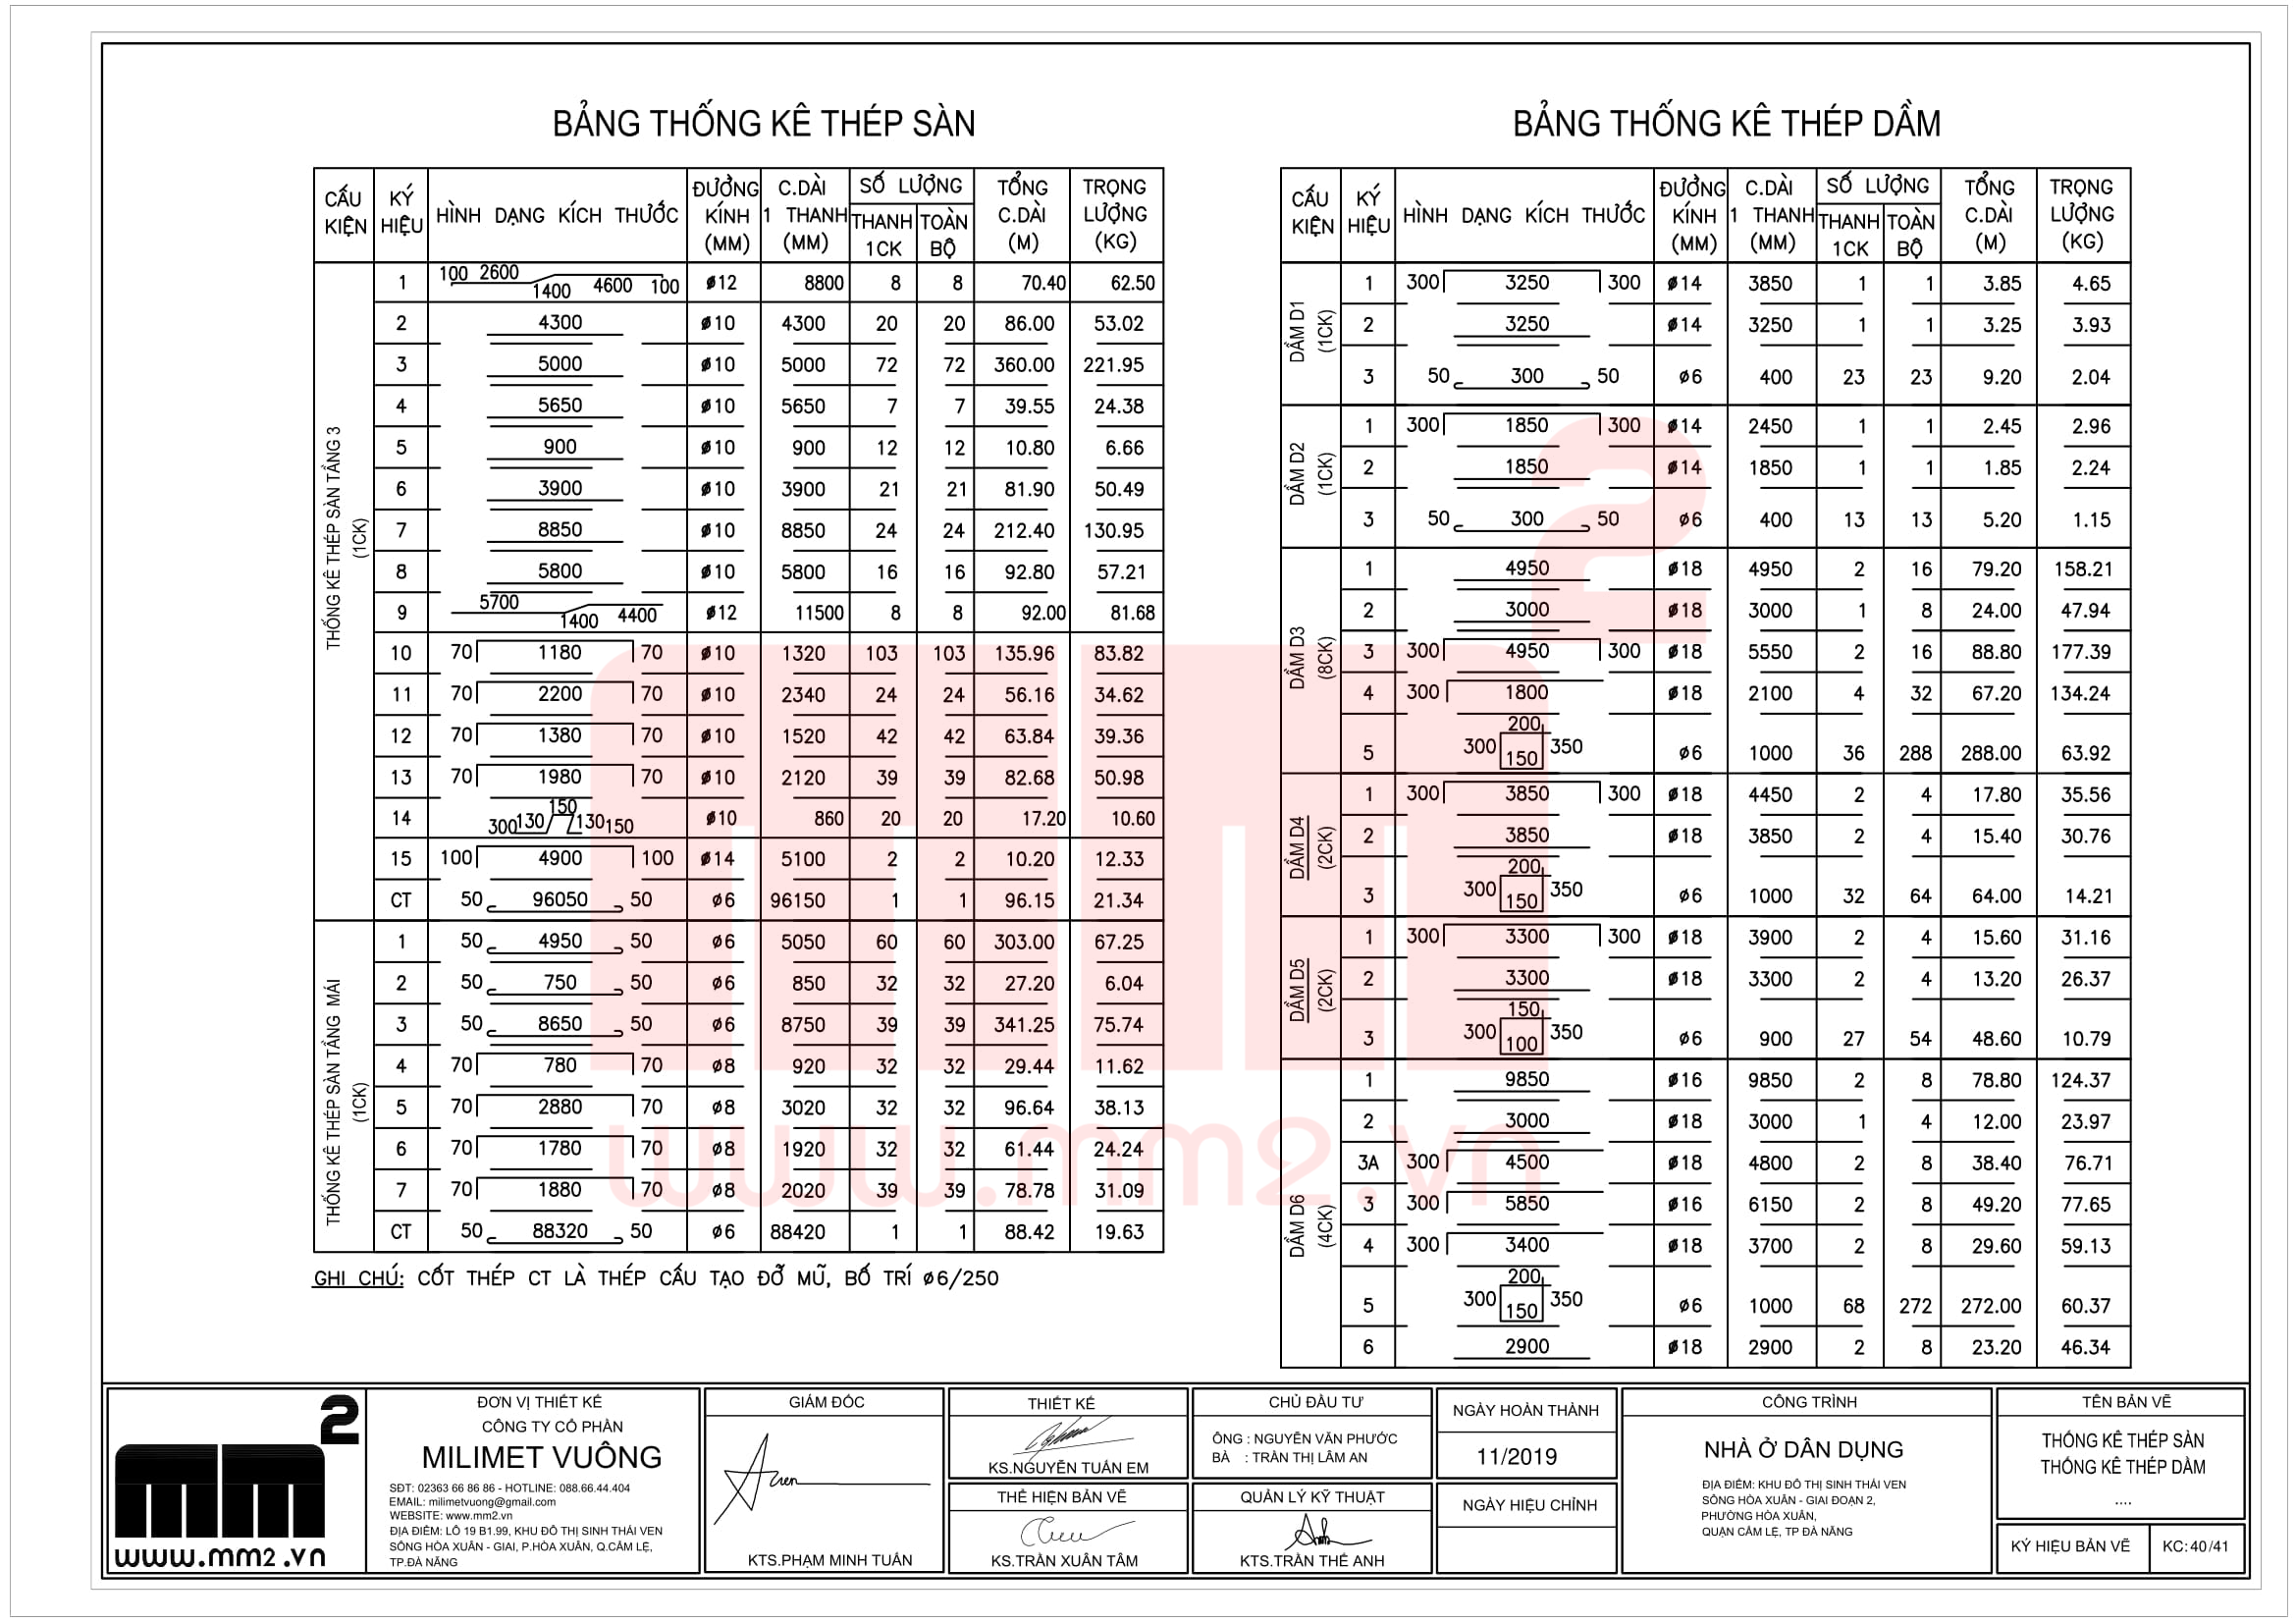 BẢNG THỐNG KÊ THÉP SÀN
CẤU KIỆN KÝ HIỆU HÌNH DẠNG KÍCH THƯỚC ĐƯỜNG KÍNH (MM) C.DÀI 1 THANH (MM) SỐ LƯỢNG THANH 1CK TOÀN BỘ TỔNG C.DÀI (M) TRỌNG LƯỢNG (KG)
THỐNG KÊ THÉP SÀN TẦNG 3
(1CK)
1 100 2600 1400 4600 100 ø12 8800 8 8 70.40 62.50
2 4300 ø10 4300 20 20 86.00 53.02
3 5000 ø10 5000 72 72 360.00 221.95
4 5650 ø10 5650 7 7 39.55 24.38
5 900 ø10 900 12 12 10.80 6.66
6 3900 ø10 3900 21 21 81.90 50.49
7 8850 ø10 8850 24 24 212.40 130.95
8 5800 ø10 5800 16 16 92.80 57.21
9 5700 1400 4400 ø12 11500 8 8 92.00 81.68
10 70 1180 70 ø10 1320 103 103 135.96 83.82
11 70 2200 70 ø10 2340 24 24 56.16 34.62
12 70 1380 70 ø10 1520 42 42 63.84 39.36
13 70 1980 70 ø10 2120 39 39 82.68 50.98
14 300 130 150 130 150 ø10 860 20 20 17.20 10.60
15 100 4900 100 ø14 5100 2 2 10.20 12.33
CT 50 96050 50 ø6 96150 1 1 96.15 21.34
THỐNG KÊ THÉP SÀN TẦNG MÁI
(1CK)
1 50 4950 50 ø6 5050 60 60 303.00 67.25
2 50 750 50 ø6 850 32 32 27.20 6.04
3 50 8650 50 ø6 8750 39 39 341.25 75.74
4 70 780 70 ø8 920 32 32 29.44 11.62
5 70 2880 70 ø8 3020 32 32 96.64 38.13
6 70 1780 70 ø8 1920 32 32 61.44 24.24
7 70 1880 70 ø8 2020 39 39 78.78 31.09
CT 50 88320 50 ø6 88420 1 1 88.42 19.63
GHI CHÚ: CỐT THÉP CT LÀ THÉP CẤU TẠO ĐỠ MŨ, BỐ TRÍ ø6/250
BẢNG THỐNG KÊ THÉP DẦM
CẤU KIỆN KÝ HIỆU HÌNH DẠNG KÍCH THƯỚC ĐƯỜNG KÍNH (MM) C.DÀI 1 THANH (MM) SỐ LƯỢNG THANH 1CK TOÀN BỘ TỔNG C.DÀI (M) TRỌNG LƯỢNG (KG)
DẦM D1
(1CK)
1 300 3250 300 ø14 3850 1 1 3.85 4.65
2 3250 ø14 3250 1 1 3.25 3.93
3 50 300 50 ø6 400 23 23 9.20 2.04
DẦM D2
(1CK)
1 300 1850 300 ø14 2450 1 1 2.45 2.96
2 1850 ø14 1850 1 1 1.85 2.24
3 50 300 50 ø6 400 13 13 5.20 1.15
DẦM D3
(8CK)
1 4950 ø18 4950 2 16 79.20 158.21
2 3000 ø18 3000 1 8 24.00 47.94
3 300 4950 300 ø18 5550 2 16 88.80 177.39
4 300 1800 ø18 2100 4 32 67.20 134.24
5 300 200 150 350 ø6 1000 36 288 288.00 63.92
DẦM D4
(2CK)
1 300 3850 300 ø18 4450 2 4 17.80 35.56
2 3850 ø18 3850 2 4 15.40 30.76
3 300 200 150 350 ø6 1000 32 64 64.00 14.21
DẦM D5
(2CK)
1 300 3300 300 ø18 3900 2 4 15.60 31.16
2 3300 ø18 3300 2 4 13.20 26.37
3 300 150 100 350 ø6 900 27 54 48.60 10.79
DẦM D6
(4CK)
1 9850 ø16 9850 2 8 78.80 124.37
2 3000 ø18 3000 1 4 12.00 23.97
3A 300 4500 ø18 4800 2 8 38.40 76.71
3 300 5850 ø16 6150 2 8 49.20 77.65
4 300 3400 ø18 3700 2 8 29.60 59.13
5 300 200 150 350 ø6 1000 68 272 272.00 60.37
6 2900 ø18 2900 2 8 23.20 46.34
mm2
www.mm2.vn
mm2
www.mm2.vn
ĐƠN VỊ THIẾT KẾ
CÔNG TY CỔ PHẦN
MILIMET VUÔNG
SĐT: 02363 66 86 86 - HOTLINE: 088.66.44.404
EMAIL: milimetvuong@gmail.com
WEBSITE: www.mm2.vn
ĐỊA ĐIỂM: LÔ 19 B1.99, KHU ĐÔ THỊ SINH THÁI VEN
SÔNG HÒA XUÂN - GIAI, P.HÒA XUÂN, Q.CẨM LỆ,
TP.ĐÀ NẴNG
GIÁM ĐỐC
KTS.PHẠM MINH TUẤN
THIẾT KẾ
KS.NGUYỄN TUẤN EM
THỂ HIỆN BẢN VẼ
KS.TRẦN XUÂN TÂM
CHỦ ĐẦU TƯ
ÔNG : NGUYỄN VĂN PHƯỚC
BÀ : TRẦN THỊ LÂM AN
QUẢN LÝ KỸ THUẬT
KTS.TRẦN THẾ ANH
NGÀY HOÀN THÀNH
11/2019
NGÀY HIỆU CHỈNH
CÔNG TRÌNH
NHÀ Ở DÂN DỤNG
ĐỊA ĐIỂM: KHU ĐÔ THỊ SINH THÁI VEN
SÔNG HÒA XUÂN - GIAI ĐOẠN 2,
PHƯỜNG HÒA XUÂN,
QUẬN CẨM LỆ, TP ĐÀ NẴNG
TÊN BẢN VẼ
THỐNG KÊ THÉP SÀN
THỐNG KÊ THÉP DẦM
....
KÝ HIỆU BẢN VẼ KC: 40/41